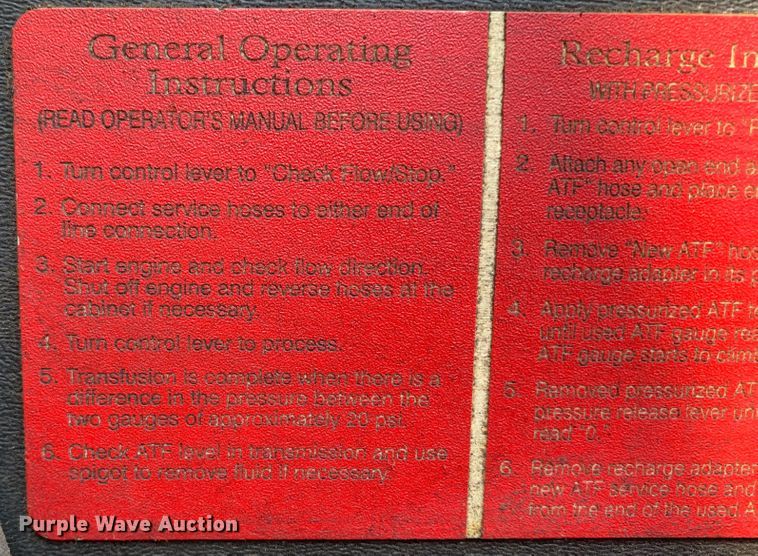 General Operating
Instructions
(READ OPERATOR'S MANUAL BEFORE USING)
1. Turn control lever to "Check Flow/Stop."
2. Connect service hoses to either end of
line connection.
3. Start engine and check flow direction.
Shut off engine and reverse hoses at the
cabinet if necessary.
4. Turn control lever to process.
5. Transfusion is complete when there is a
difference in the pressure between the
two gauges of approximately 20 psi.
6. Check ATF level in transmission and use
spigot to remove fluid if necessary.
Recharge In
WITH PRESSURIZE
1. Turn control lever to
2. Attach any open end
ATF" hose and place
receptacle.
3. Remove "New ATF"
recharge adapter in its
4. Apply pressurized ATF
until used ATF gauge
ATF gauge starts to
5. Removed pressurized
pressure release lever
read "0."
6. Remove recharge adapter
new ATF service hose and
from the end of the used
Purple Wave Auction